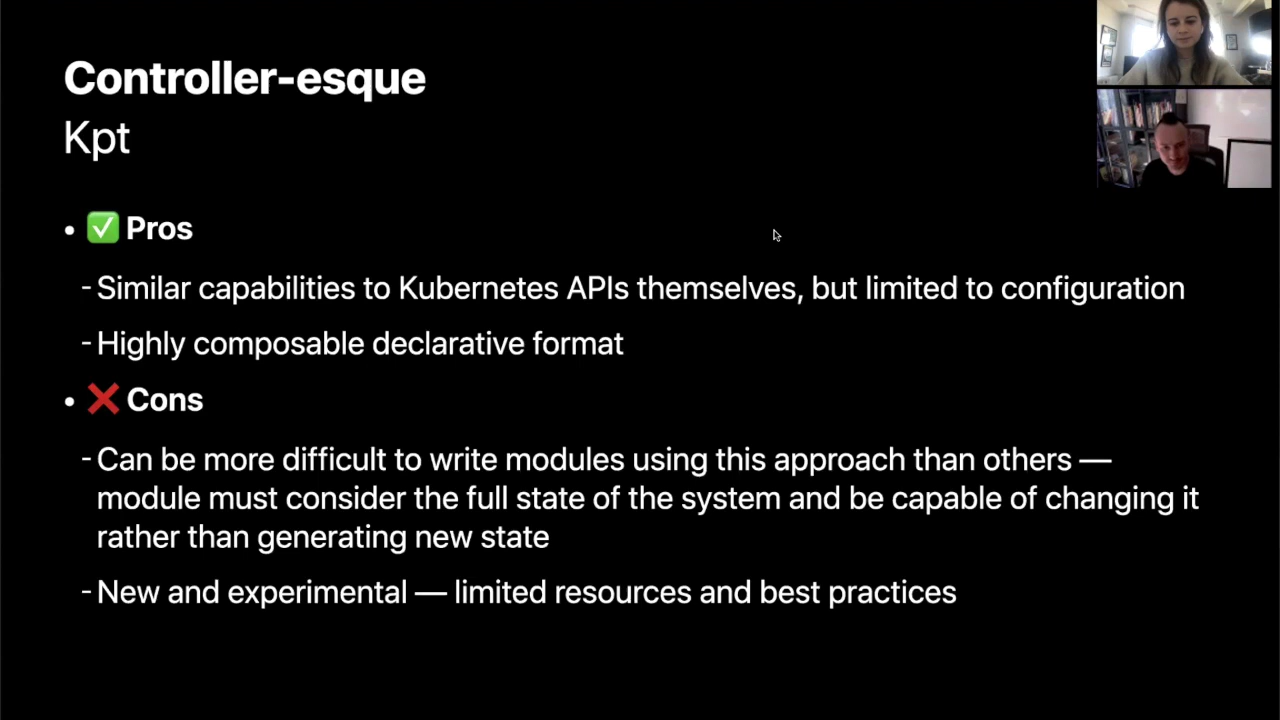 Controller-esque
Kpt
• ✅ Pros
- Similar capabilities to Kubernetes APIs themselves, but limited to configuration
- Highly composable declarative format
• ❌ Cons
- Can be more difficult to write modules using this approach than others —
module must consider the full state of the system and be capable of changing it
rather than generating new state
- New and experimental — limited resources and best practices